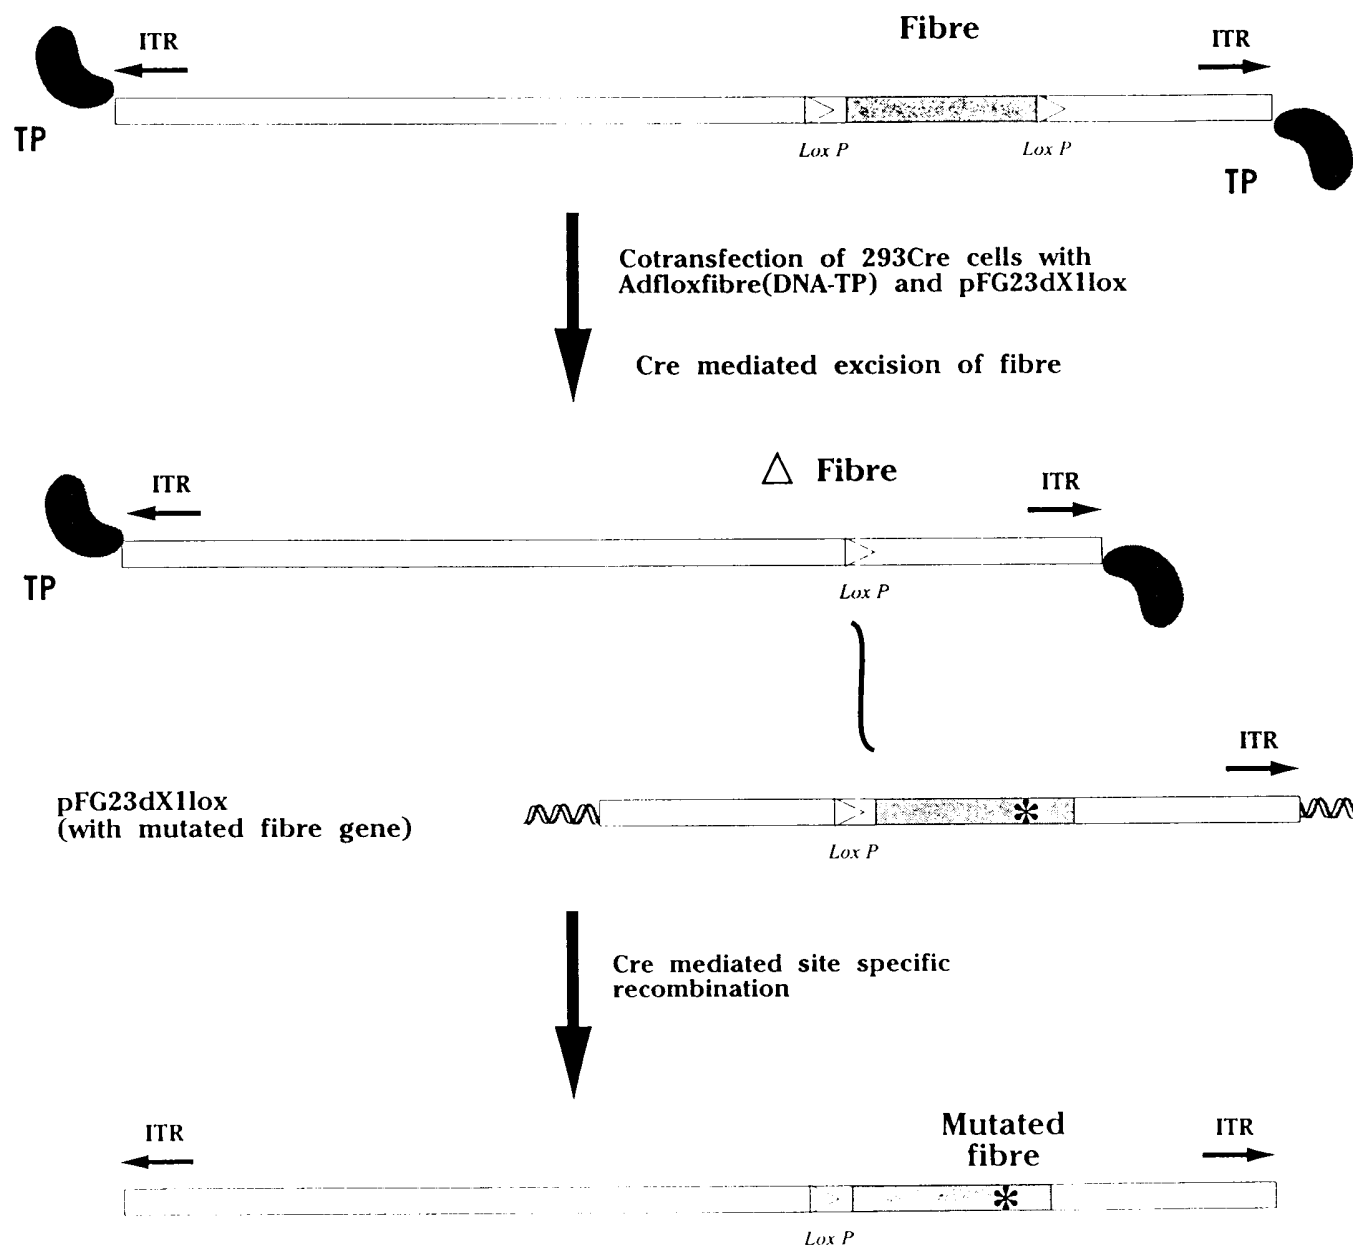 Fibre
ITR
ITR
TP
Lox P
Lox P
TP
Cotransfection of 293Cre cells with
Adfloxfibre(DNA-TP) and pFG23dX1lox
Cre mediated excision of fibre
△ Fibre
ITR
ITR
TP
Lox P
ITR
pFG23dX1lox
(with mutated fibre gene)
*
Lox P
Cre mediated site specific
recombination
ITR
Mutated
fibre
ITR
*
Lox P